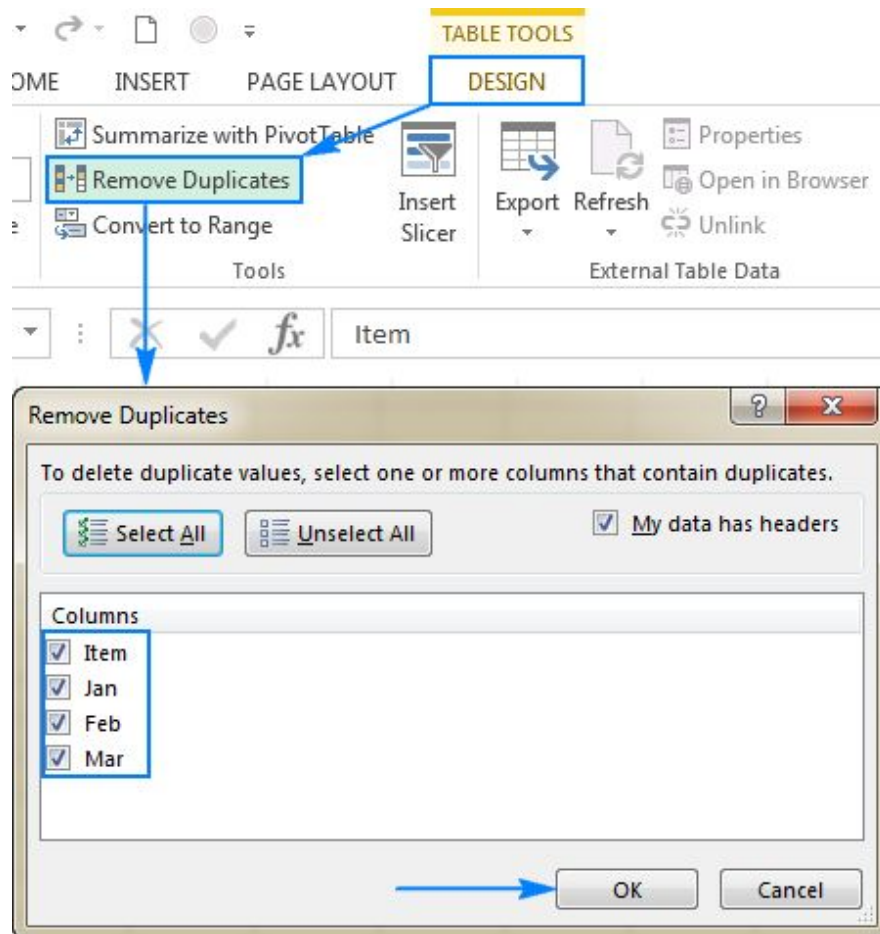 TABLE TOOLS
OME INSERT PAGE LAYOUT DESIGN
Summarize with PivotTable
Remove Duplicates
Convert to Range
Insert
Slicer
Export
Refresh
Properties
Open in Browser
Unlink
Tools
External Table Data
fx Item
Remove Duplicates
To delete duplicate values, select one or more columns that contain duplicates.
Select All Unselect All My data has headers
Columns
Item
Jan
Feb
Mar
OK Cancel